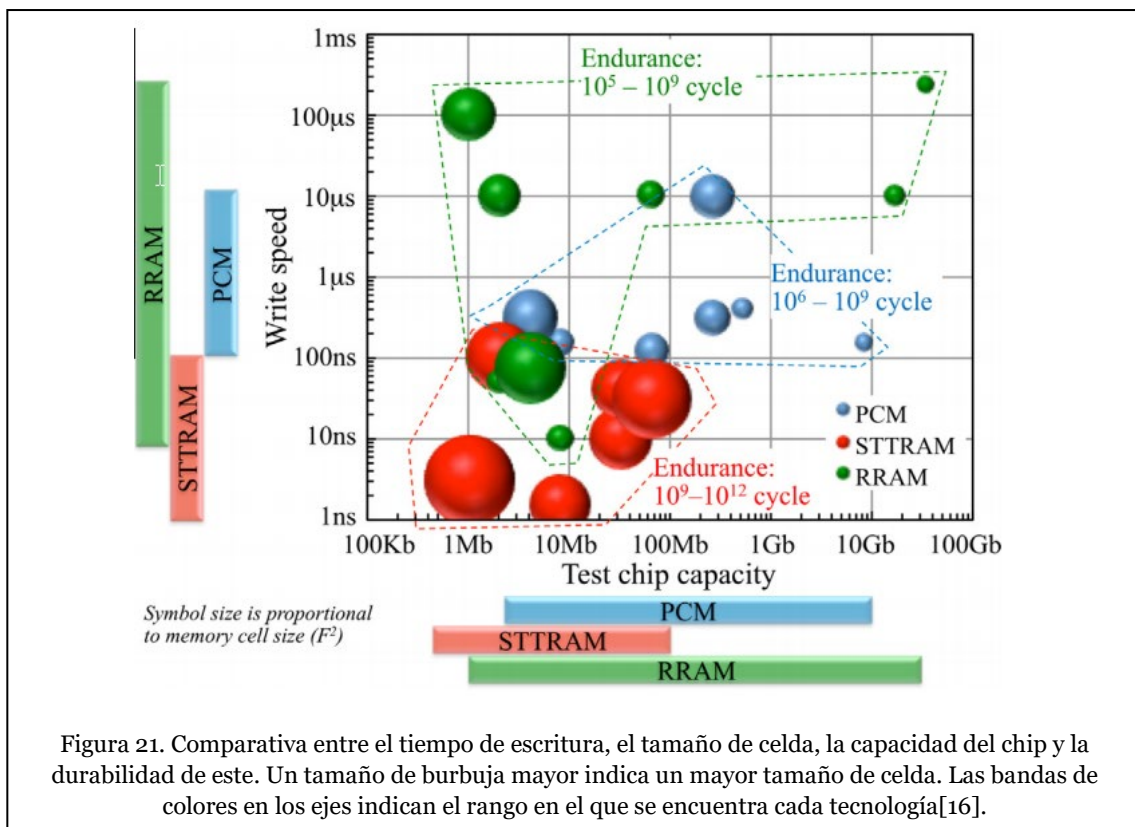 1ms
100μs
10μs
1μs
100ns
10ns
1ns
Write speed
RRAM
STTRAM
PCM
Endurance:
10⁵ – 10⁹ cycle
Endurance:
10⁶ – 10⁹ cycle
PCM
STTRAM
RRAM
Endurance:
10⁹–10¹² cycle
100Kb 1Mb 10Mb 100Mb 1Gb 10Gb 100Gb
Test chip capacity
Symbol size is proportional
to memory cell size (F²)
PCM
STTRAM
RRAM
Figura 21. Comparativa entre el tiempo de escritura, el tamaño de celda, la capacidad del chip y la
durabilidad de este. Un tamaño de burbuja mayor indica un mayor tamaño de celda. Las bandas de
colores en los ejes indican el rango en el que se encuentra cada tecnología[16].